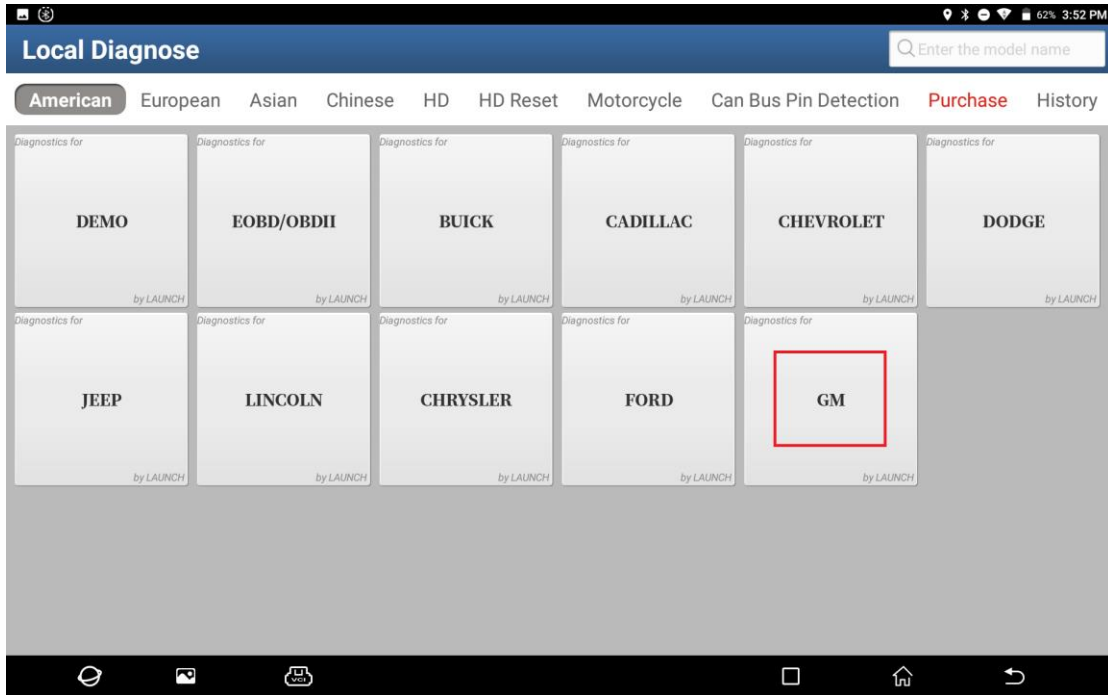 62% 3:52 PM
Local Diagnose
Enter the model name
American European Asian Chinese HD HD Reset Motorcycle Can Bus Pin Detection Purchase History
Diagnostics for Diagnostics for Diagnostics for Diagnostics for Diagnostics for Diagnostics for
DEMO EOBD/OBDII BUICK CADILLAC CHEVROLET DODGE
by LAUNCH by LAUNCH by LAUNCH by LAUNCH by LAUNCH by LAUNCH
Diagnostics for Diagnostics for Diagnostics for Diagnostics for Diagnostics for
JEEP LINCOLN CHRYSLER FORD GM
by LAUNCH by LAUNCH by LAUNCH by LAUNCH by LAUNCH
VCI